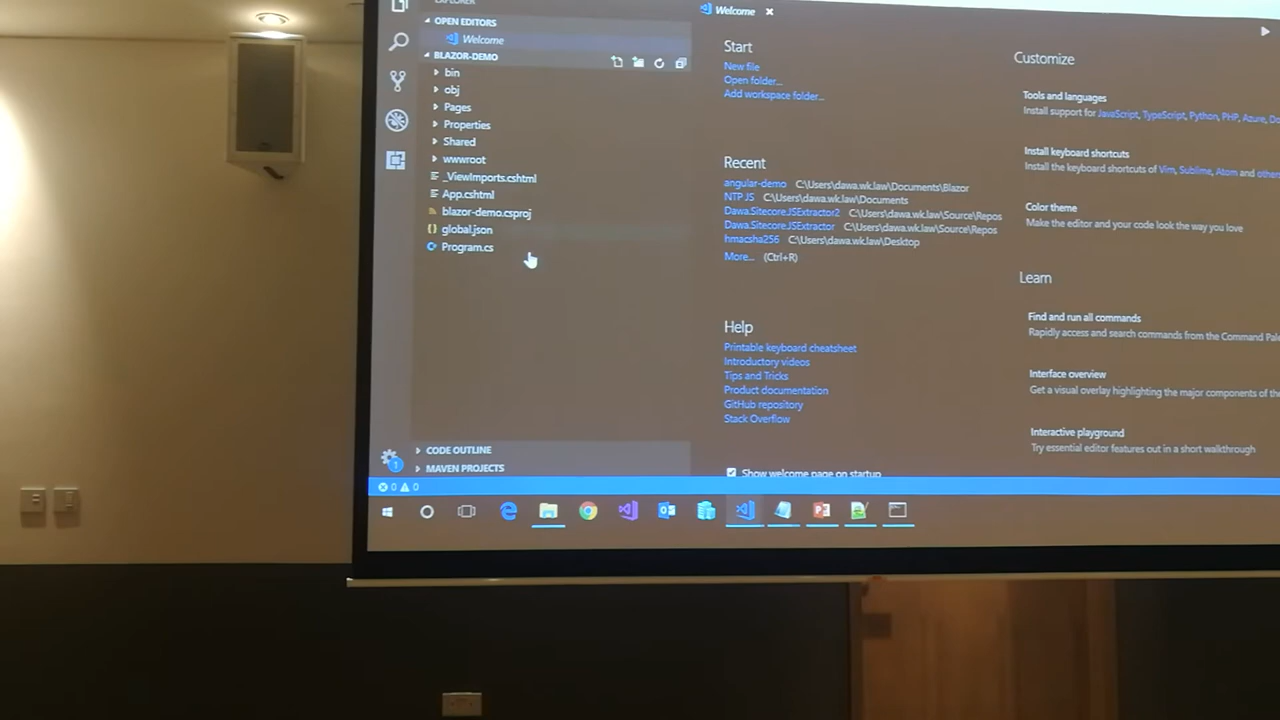 EXPLORER
OPEN EDITORS
Welcome
BLAZOR-DEMO
bin
obj
Pages
Properties
Shared
wwwroot
_ViewImports.cshtml
App.cshtml
blazor-demo.csproj
global.json
Program.cs
CODE OUTLINE
MAVEN PROJECTS
0 0
1
Welcome
Start
New file
Open folder...
Add workspace folder...
Recent
angular-demo C:\Users\dawa.wk.law\Documents\Blazor
NTPJS C:\Users\dawa.wk.law\Documents
Dawa.Sitecore.JSExtractor2 C:\Users\dawa.wk.law\Source\Repos
Dawa.Sitecore.JSExtractor C:\Users\dawa.wk.law\Source\Repos
hmacsha256 C:\Users\dawa.wk.law\Desktop
More... (Ctrl+R)
Help
Printable keyboard cheatsheet
Introductory videos
Tips and Tricks
Product documentation
GitHub repository
Stack Overflow
Show welcome page on startup
Customize
Tools and languages
Install support for JavaScript, TypeScript, Python, PHP, Azure, Do
Install keyboard shortcuts
Install the keyboard shortcuts of Vim, Sublime, Atom and others
Color theme
Make the editor and your code look the way you love
Learn
Find and run all commands
Rapidly access and search commands from the Command Pale
Interface overview
Get a visual overlay highlighting the major components of the
Interactive playground
Try essential editor features out in a short walkthrough